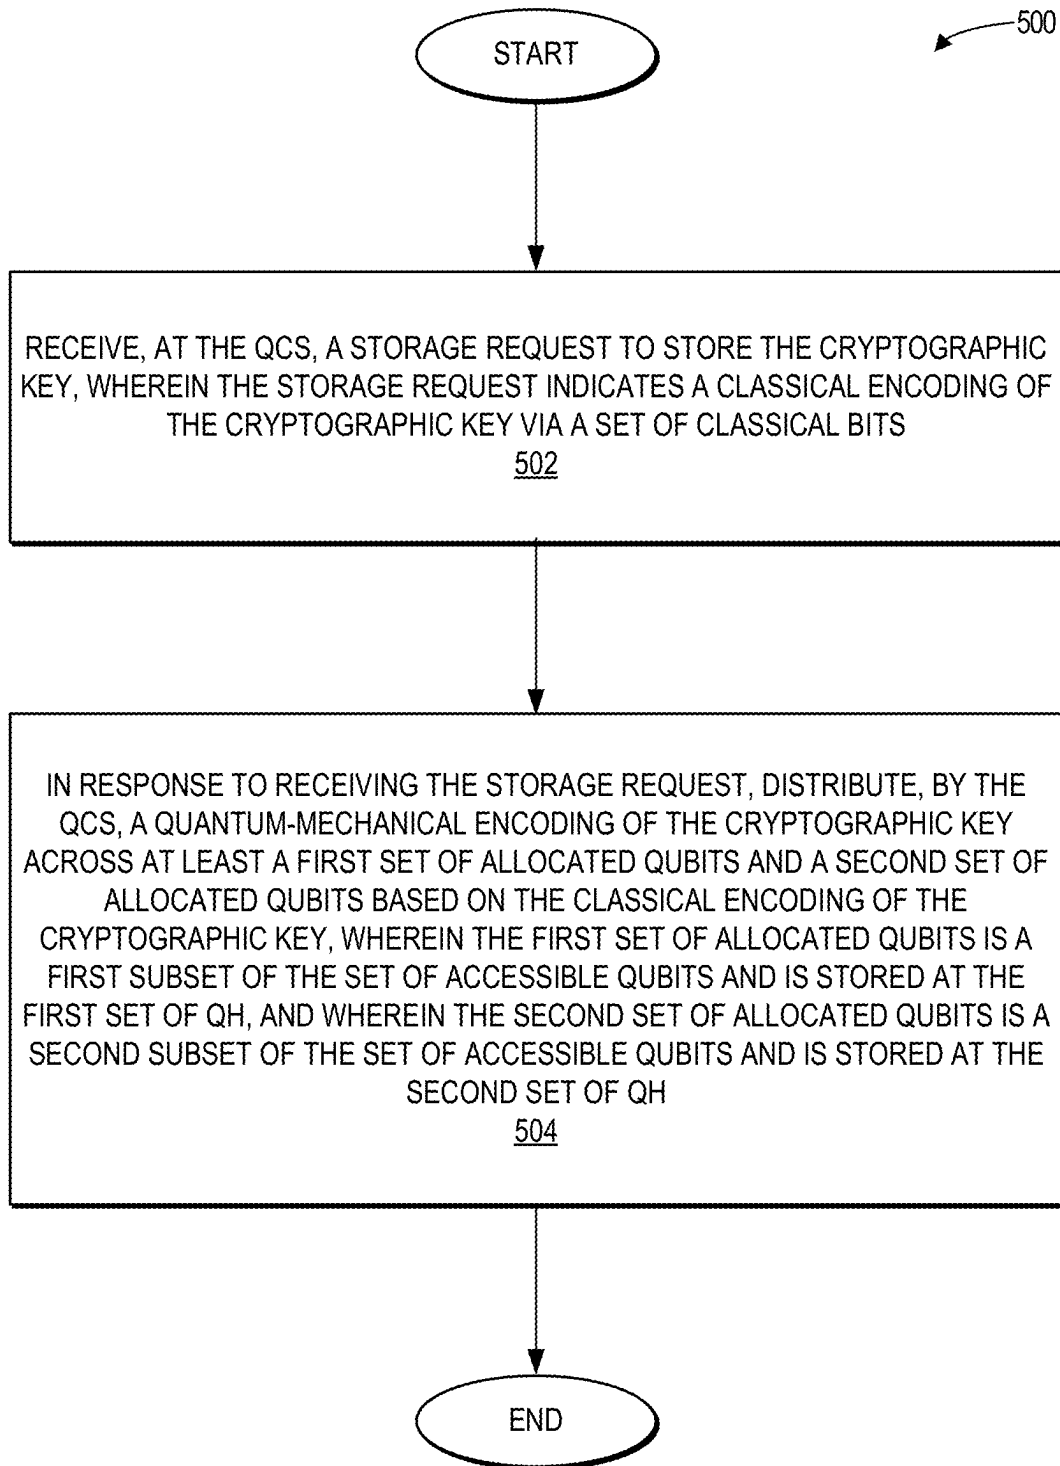 START
500
RECEIVE, AT THE QCS, A STORAGE REQUEST TO STORE THE CRYPTOGRAPHIC
KEY, WHEREIN THE STORAGE REQUEST INDICATES A CLASSICAL ENCODING OF
THE CRYPTOGRAPHIC KEY VIA A SET OF CLASSICAL BITS
502
IN RESPONSE TO RECEIVING THE STORAGE REQUEST, DISTRIBUTE, BY THE
QCS, A QUANTUM-MECHANICAL ENCODING OF THE CRYPTOGRAPHIC KEY
ACROSS AT LEAST A FIRST SET OF ALLOCATED QUBITS AND A SECOND SET OF
ALLOCATED QUBITS BASED ON THE CLASSICAL ENCODING OF THE
CRYPTOGRAPHIC KEY, WHEREIN THE FIRST SET OF ALLOCATED QUBITS IS A
FIRST SUBSET OF THE SET OF ACCESSIBLE QUBITS AND IS STORED AT THE
FIRST SET OF QH, AND WHEREIN THE SECOND SET OF ALLOCATED QUBITS IS A
SECOND SUBSET OF THE SET OF ACCESSIBLE QUBITS AND IS STORED AT THE
SECOND SET OF QH
504
END